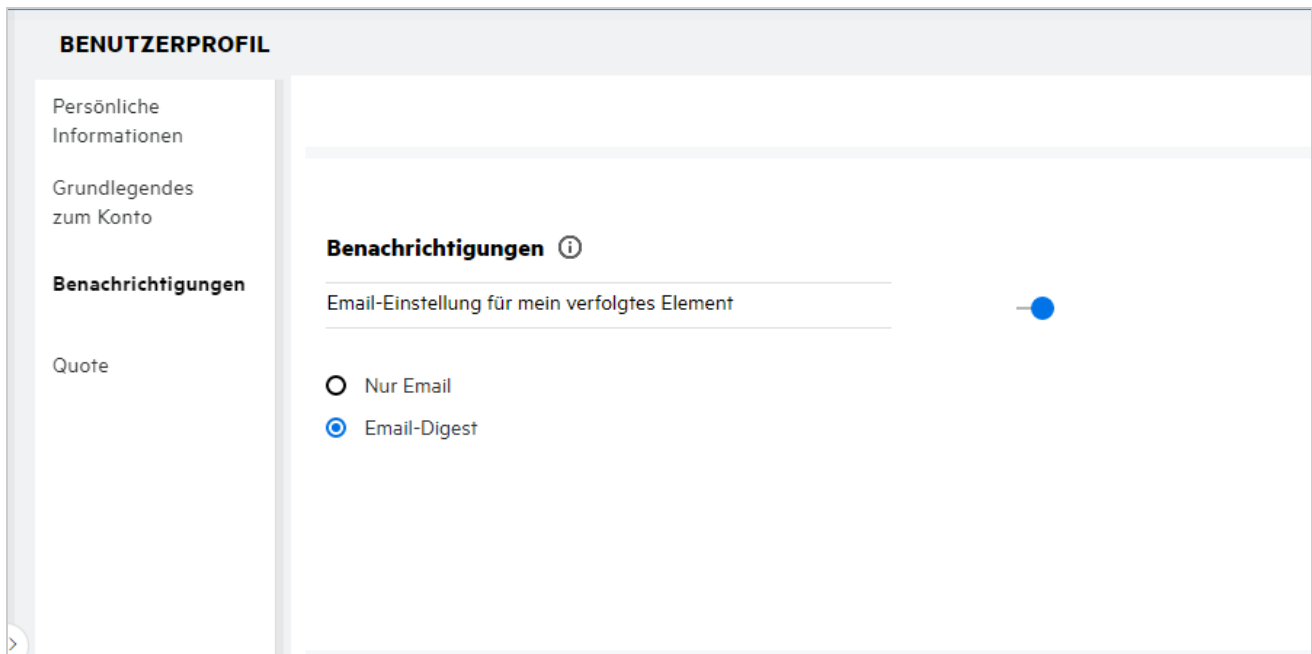 BENUTZERPROFIL
Persönliche
Informationen
Grundlegendes
zum Konto
Benachrichtigungen
Quote
Benachrichtigungen
Email-Einstellung für mein verfolgtes Element
Nur Email
Email-Digest